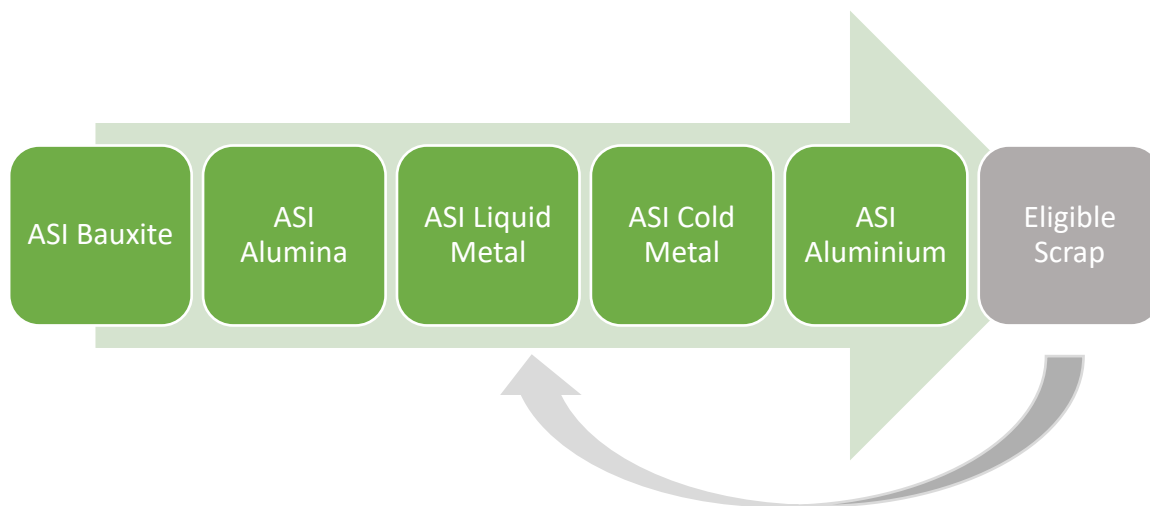 ASI Bauxite
ASI
Alumina
ASI Liquid
Metal
ASI Cold
Metal
ASI
Aluminium
Eligible
Scrap